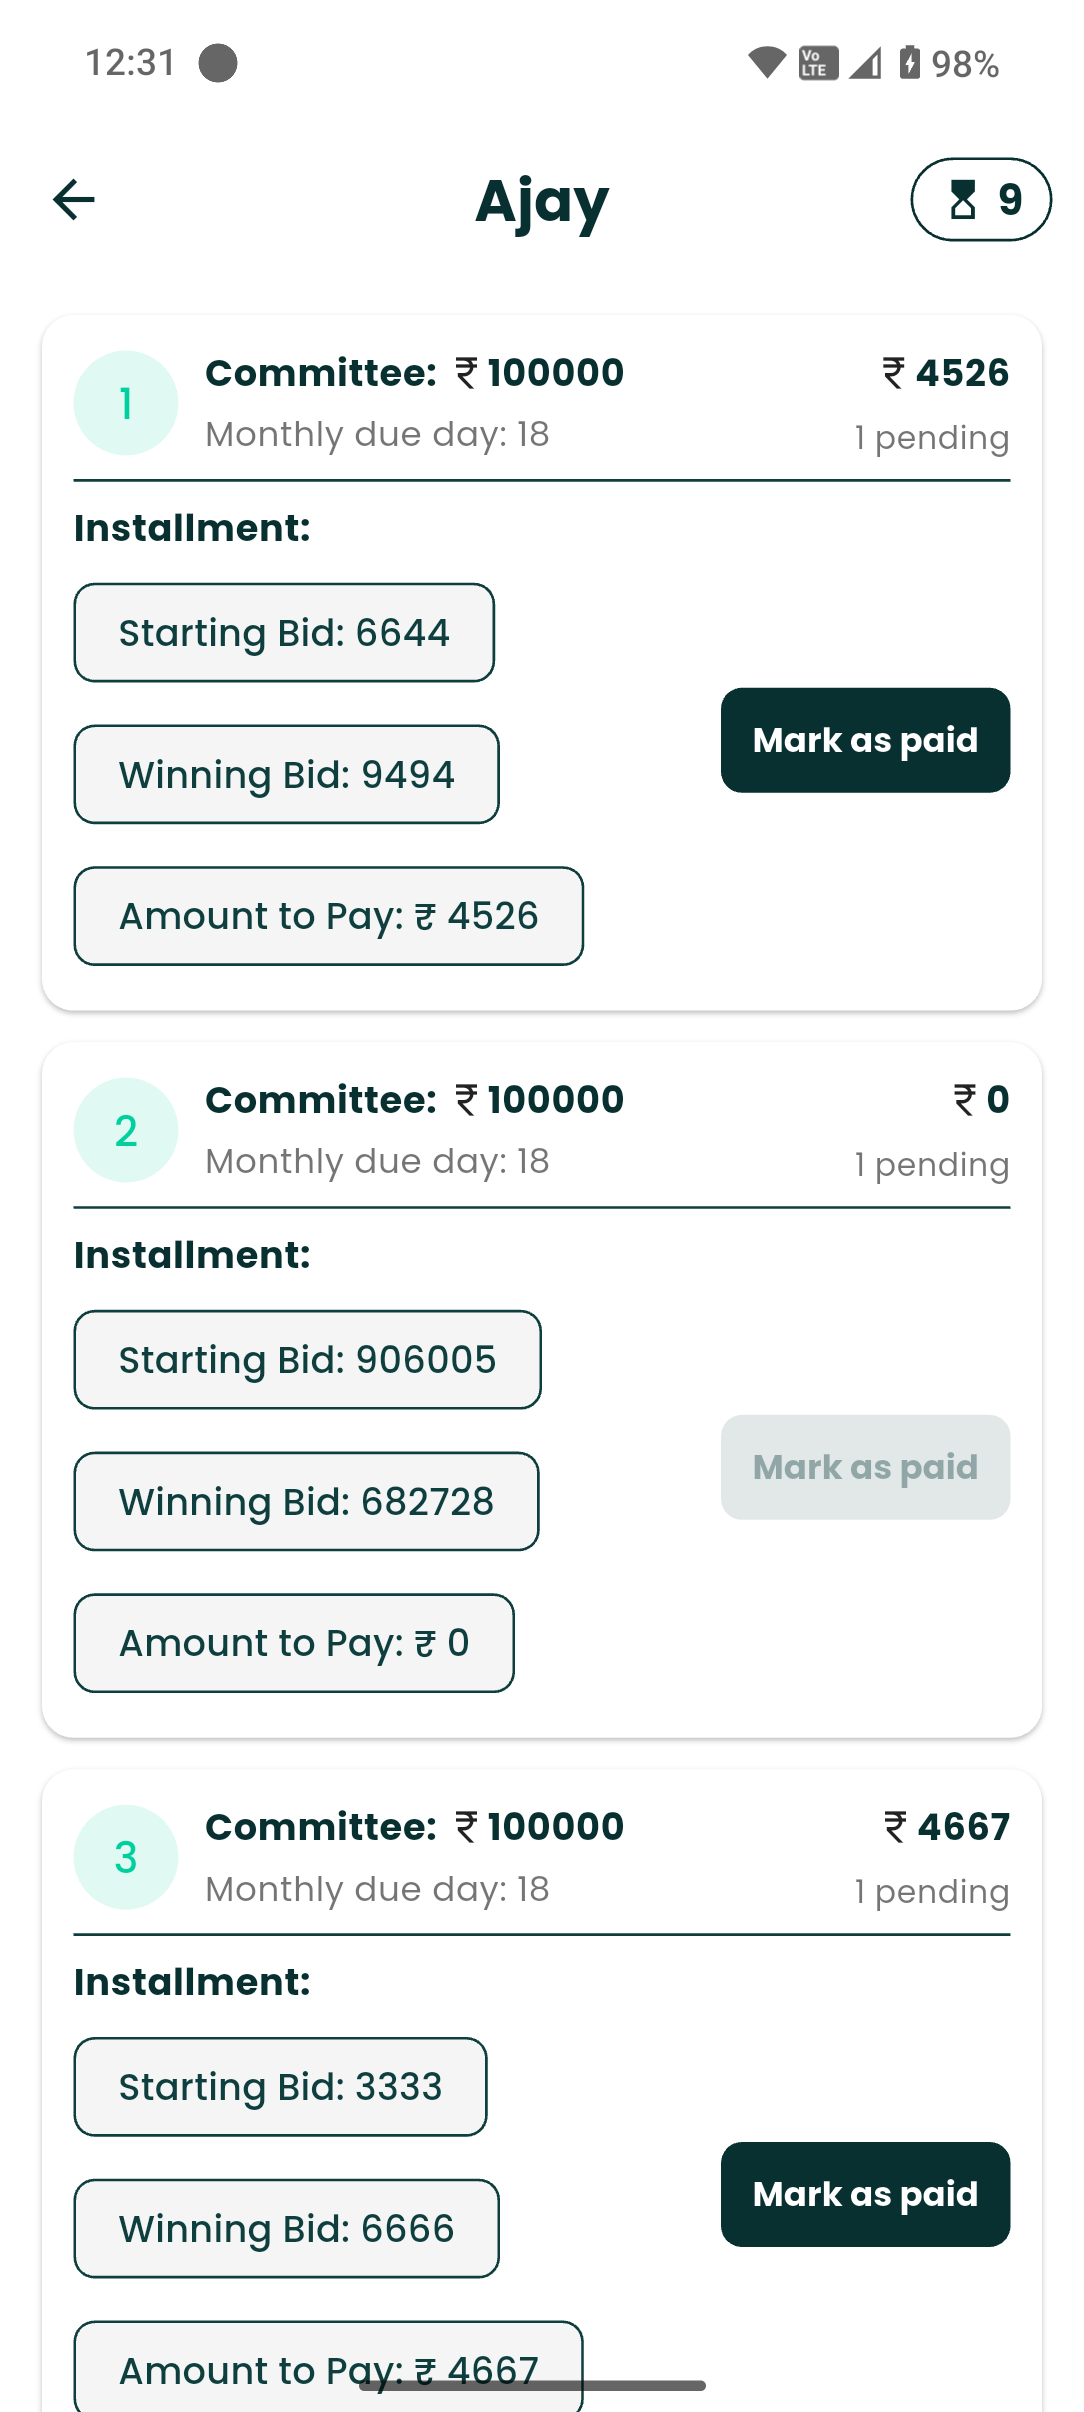 12:31
Vo LTE
98%
Ajay
9
1
Committee: ₹ 100000
₹ 4526
Monthly due day: 18
1 pending
Installment:
Starting Bid: 6644
Winning Bid: 9494
Mark as paid
Amount to Pay: ₹ 4526
2
Committee: ₹ 100000
₹ 0
Monthly due day: 18
1 pending
Installment:
Starting Bid: 906005
Winning Bid: 682728
Mark as paid
Amount to Pay: ₹ 0
3
Committee: ₹ 100000
₹ 4667
Monthly due day: 18
1 pending
Installment:
Starting Bid: 3333
Winning Bid: 6666
Mark as paid
Amount to Pay: ₹ 4667